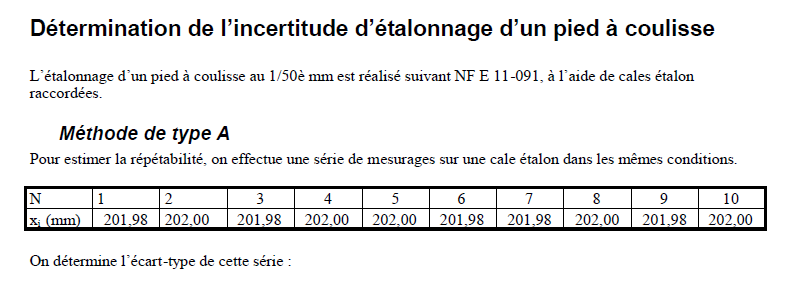 Détermination de l'incertitude d'étalonnage d'un pied à coulisse
L'étalonnage d'un pied à coulisse au 1/50è mm est réalisé suivant NF E 11-091, à l'aide de cales étalon
raccordées.
Méthode de type A
Pour estimer la répétabilité, on effectue une série de mesurages sur une cale étalon dans les mêmes conditions.
N 1 2 3 4 5 6 7 8 9 10
xi (mm) 201,98 202,00 201,98 202,00 202,00 201,98 201,98 202,00 201,98 202,00
On détermine l'écart-type de cette série :